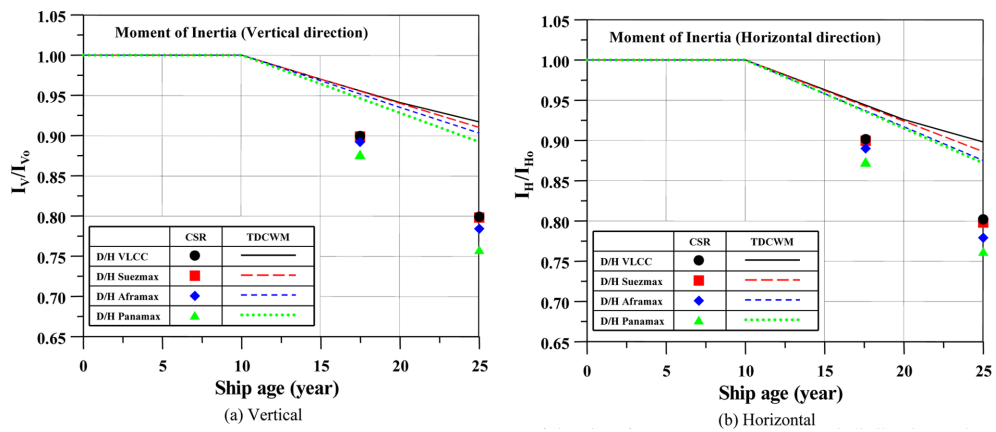 Moment of Inertia (Vertical direction)
I_V/I_Vo
1.05
1.00
0.95
0.90
0.85
0.80
0.75
0.70
0.65
CSR TDCWM
D/H VLCC
D/H Suezmax
D/H Aframax
D/H Panamax
0 5 10 15 20 25
Ship age (year)
(a) Vertical
Moment of Inertia (Horizontal direction)
I_H/I_Ho
1.05
1.00
0.95
0.90
0.85
0.80
0.75
0.70
0.65
CSR TDCWM
D/H VLCC
D/H Suezmax
D/H Aframax
D/H Panamax
0 5 10 15 20 25
Ship age (year)
(b) Horizontal